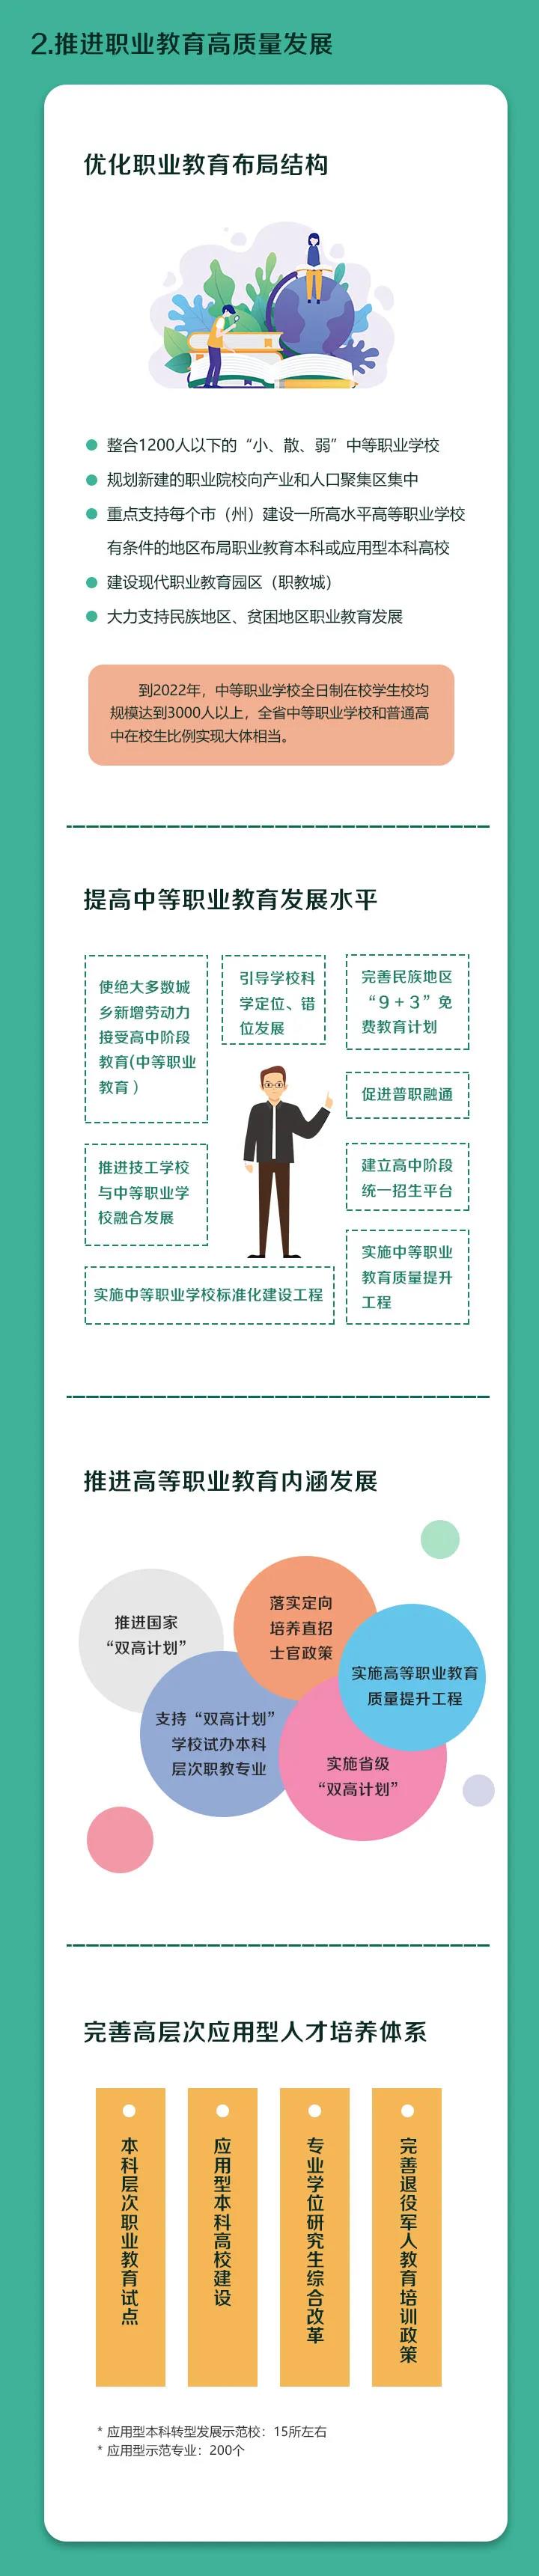 2.推进职业教育高质量发展
优化职业教育布局结构
整合1200人以下的“小、散、弱”中等职业学校
规划新建的职业院校向产业和人口聚集区集中
重点支持每个市（州）建设一所高水平高等职业学校
有条件的地区布局职业教育本科或应用型本科高校
建设现代职业教育园区（职教城）
大力支持民族地区、贫困地区职业教育发展
到2022年，中等职业学校全日制在校学生校均
规模达到3000人以上，全省中等职业学校和普通高
中在校生比例实现大体相当。
提高中等职业教育发展水平
使绝大多数城
乡新增劳动力
接受高中阶段
教育(中等职业
教育）
引导学校科
学定位、错
位发展
完善民族地区
“9+3”免
费教育计划
促进普职融通
推进技工学校
与中等职业学
校融合发展
建立高中阶段
统一招生平台
实施中等职业
教育质量提升
工程
实施中等职业学校标准化建设工程
推进高等职业教育内涵发展
推进国家
“双高计划”
落实定向
培养直招
士官政策
实施高等职业教育
质量提升工程
支持“双高计划”
学校试办本科
层次职教专业
实施省级
“双高计划”
完善高层次应用型人才培养体系
本科层次职业教育试点
应用型本科高校建设
专业学位研究生综合改革
完善退役军人教育培训政策
* 应用型本科转型发展示范校：15所左右
* 应用型示范专业：200个